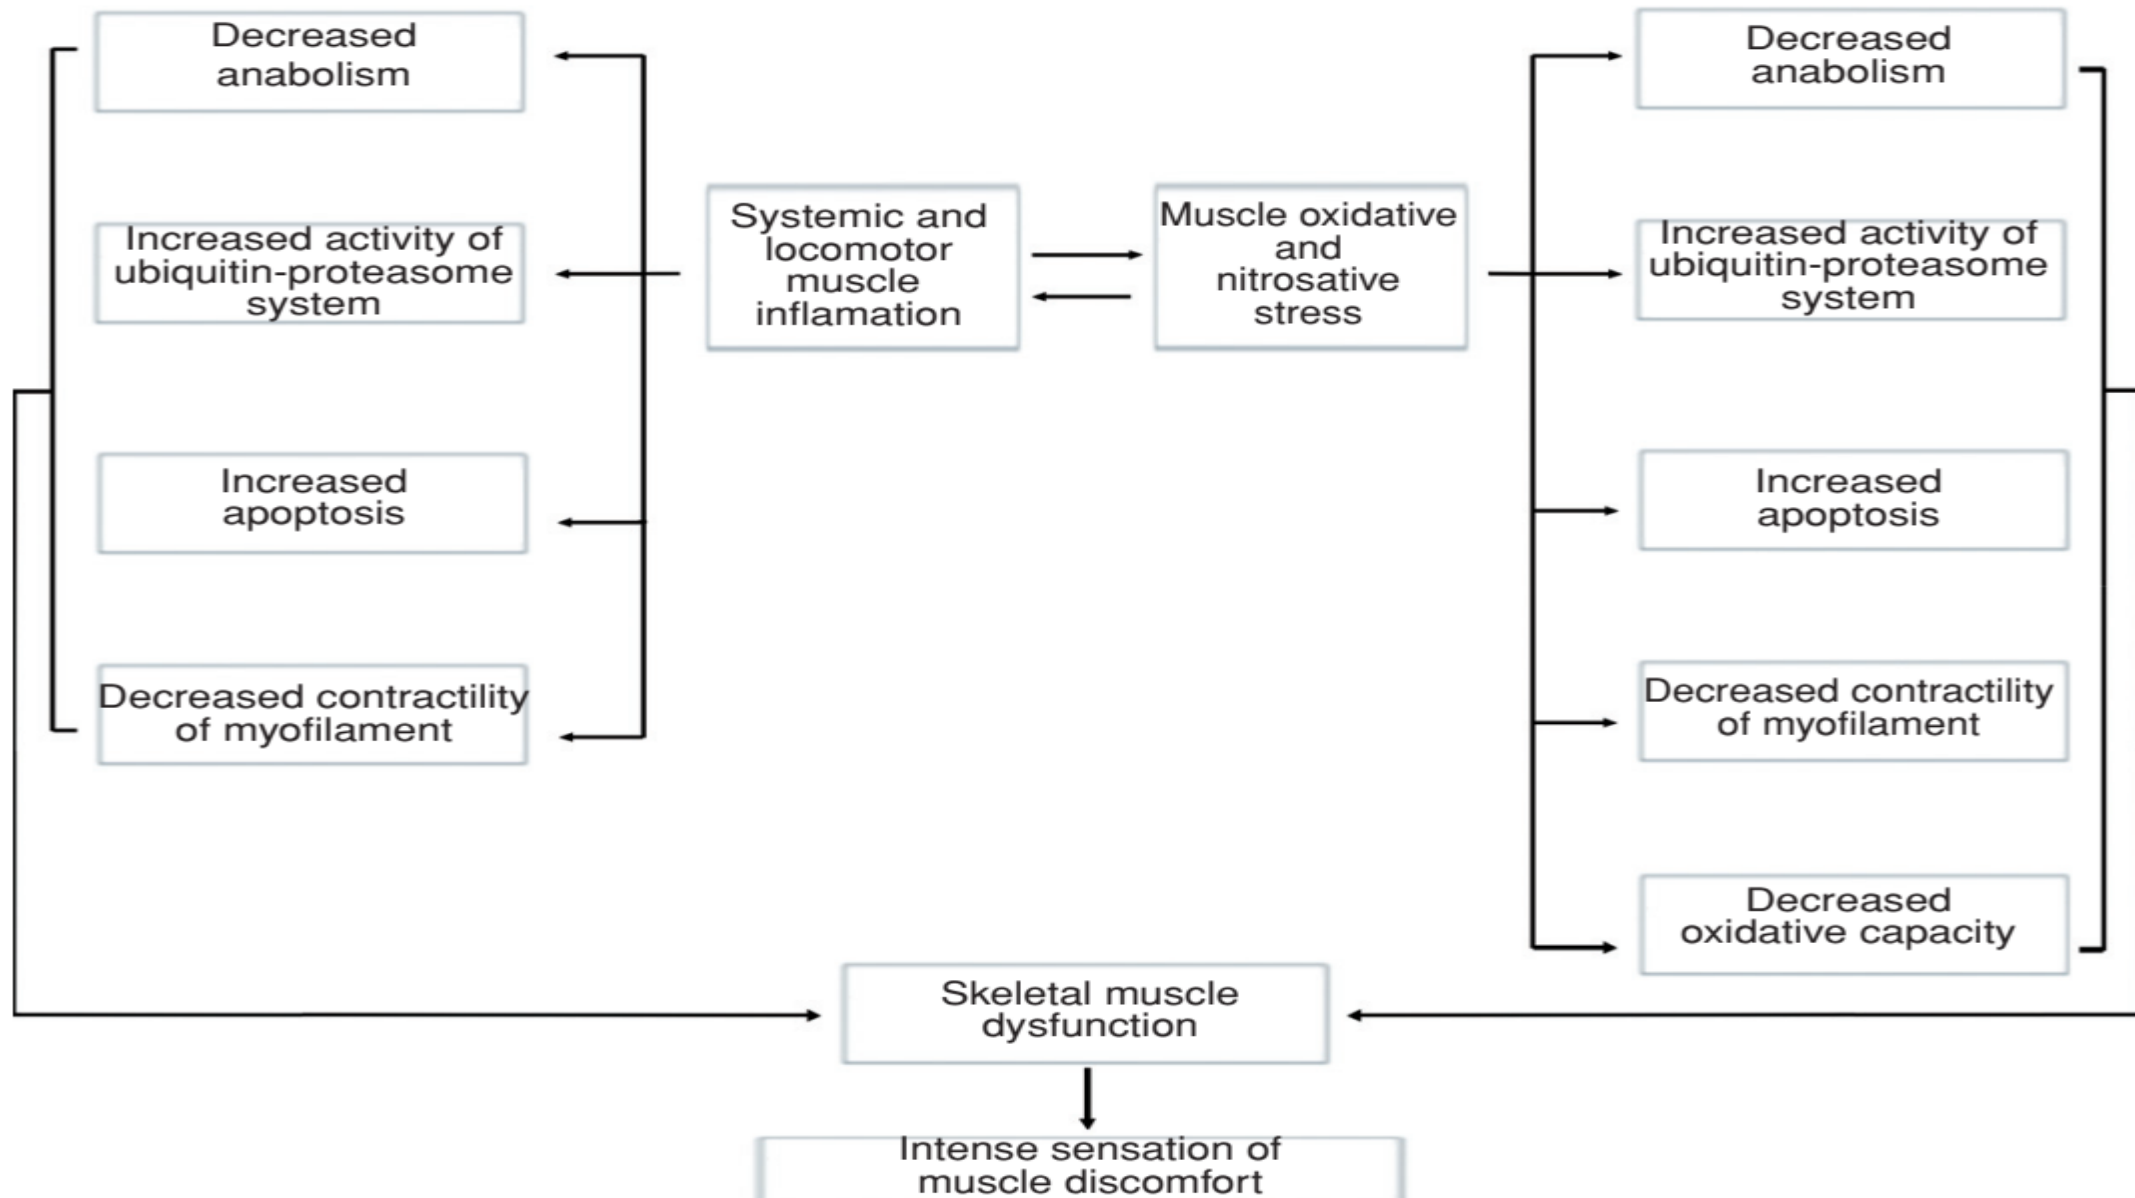 Decreased
anabolism
Increased activity of
ubiquitin-proteasome
system
Increased
apoptosis
Decreased contractility
of myofilament
Systemic and
locomotor
muscle
inflamation
Muscle oxidative
and
nitrosative
stress
Decreased
anabolism
Increased activity of
ubiquitin-proteasome
system
Increased
apoptosis
Decreased contractility
of myofilament
Decreased
oxidative capacity
Skeletal muscle
dysfunction
Intense sensation of
muscle discomfort